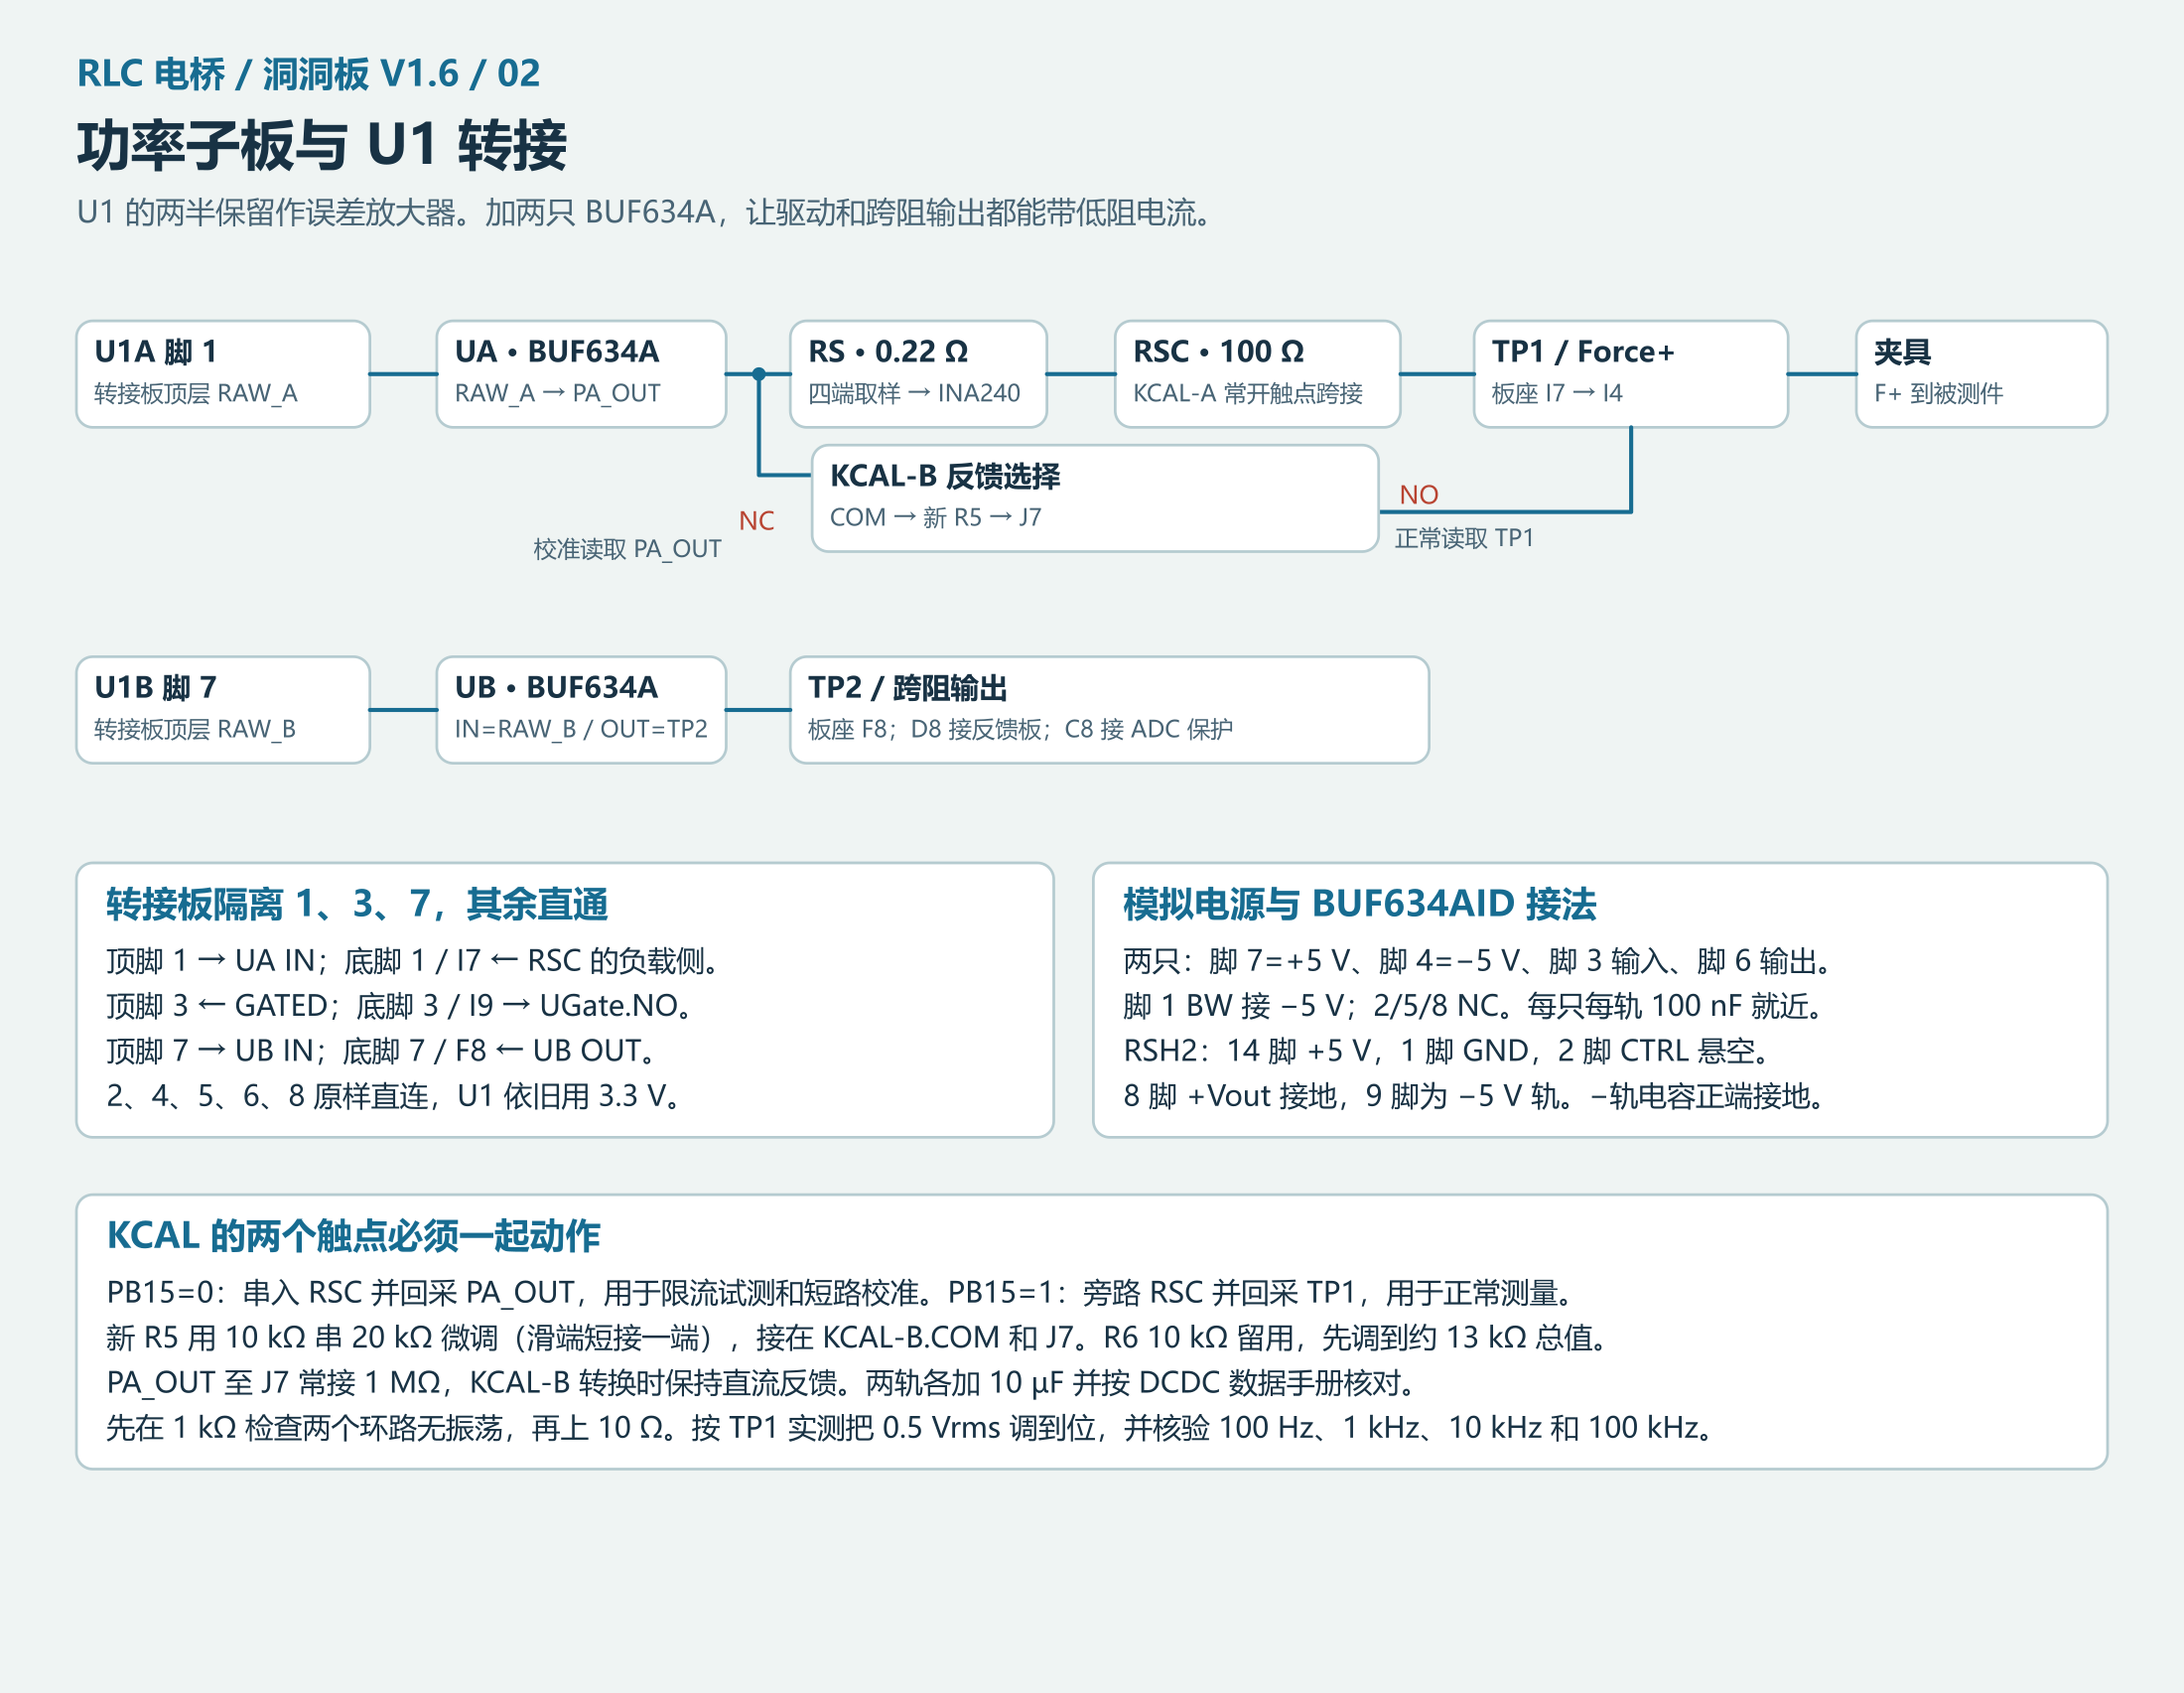 RLC 电桥 / 洞洞板 V1.6 / 02
功率子板与 U1 转接
U1 的两半保留作误差放大器。加两只 BUF634A，让驱动和跨阻输出都能带低阻电流。
U1A 脚 1
转接板顶层 RAW_A
UA • BUF634A
RAW_A → PA_OUT
RS • 0.22 Ω
四端取样 → INA240
RSC • 100 Ω
KCAL-A 常开触点跨接
TP1 / Force+
板座 I7 → I4
夹具
F+ 到被测件
KCAL-B 反馈选择
COM → 新 R5 → J7
NC
校准读取 PA_OUT
NO
正常读取 TP1
U1B 脚 7
转接板顶层 RAW_B
UB • BUF634A
IN=RAW_B / OUT=TP2
TP2 / 跨阻输出
板座 F8；D8 接反馈板；C8 接 ADC 保护
转接板隔离 1、3、7，其余直通
顶脚 1 → UA IN；底脚 1 / I7 ← RSC 的负载侧。
顶脚 3 ← GATED；底脚 3 / I9 → UGate.NO。
顶脚 7 → UB IN；底脚 7 / F8 ← UB OUT。
2、4、5、6、8 原样直连，U1 依旧用 3.3 V。
模拟电源与 BUF634AID 接法
两只：脚 7=+5 V、脚 4=−5 V、脚 3 输入、脚 6 输出。
脚 1 BW 接 −5 V；2/5/8 NC。每只每轨 100 nF 就近。
RSH2：14 脚 +5 V，1 脚 GND，2 脚 CTRL 悬空。
8 脚 +Vout 接地，9 脚为 −5 V 轨。−轨电容正端接地。
KCAL 的两个触点必须一起动作
PB15=0：串入 RSC 并回采 PA_OUT，用于限流试测和短路校准。PB15=1：旁路 RSC 并回采 TP1，用于正常测量。
新 R5 用 10 kΩ 串 20 kΩ 微调（滑端短接一端），接在 KCAL-B.COM 和 J7。R6 10 kΩ 留用，先调到约 13 kΩ 总值。
PA_OUT 至 J7 常接 1 MΩ，KCAL-B 转换时保持直流反馈。两轨各加 10 μF 并按 DCDC 数据手册核对。
先在 1 kΩ 检查两个环路无振荡，再上 10 Ω。按 TP1 实测把 0.5 Vrms 调到位，并核验 100 Hz、1 kHz、10 kHz 和 100 kHz。